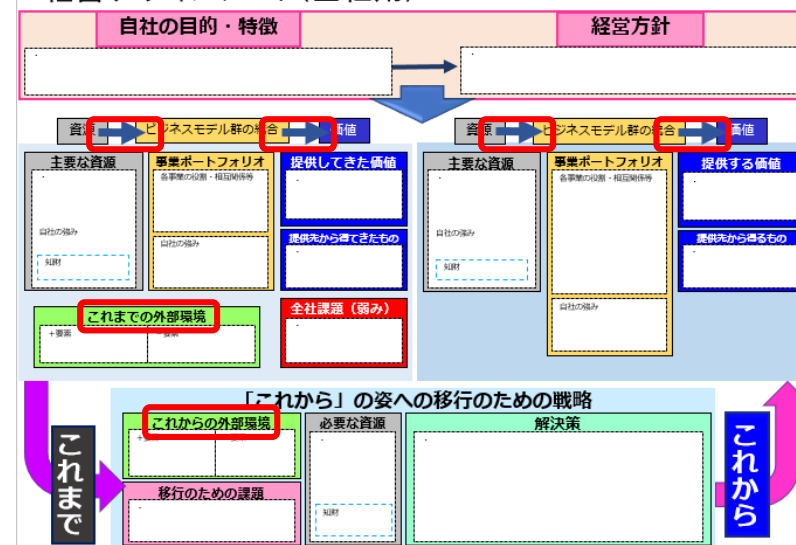 自社の目的・特徴
経営方針
資源
ビジネスモデル群の統合
価値
資源
ビジネスモデル群の統合
価値
主要な資源
自社の強み
知財
事業ポートフォリオ
各事業の役割・相互関係等
自社の強み
提供してきた価値
提供先から得てきたもの
これまでの外部環境
+要素
-要素
全社課題(弱み)
主要な資源
自社の強み
知財
事業ポートフォリオ
各事業の役割・相互関係等
自社の強み
提供する価値
提供先から得るもの
「これから」の姿への移行のための戦略
これまで
これからの外部環境
+要素
移行のための課題
必要な資源
知財
解決策
これから